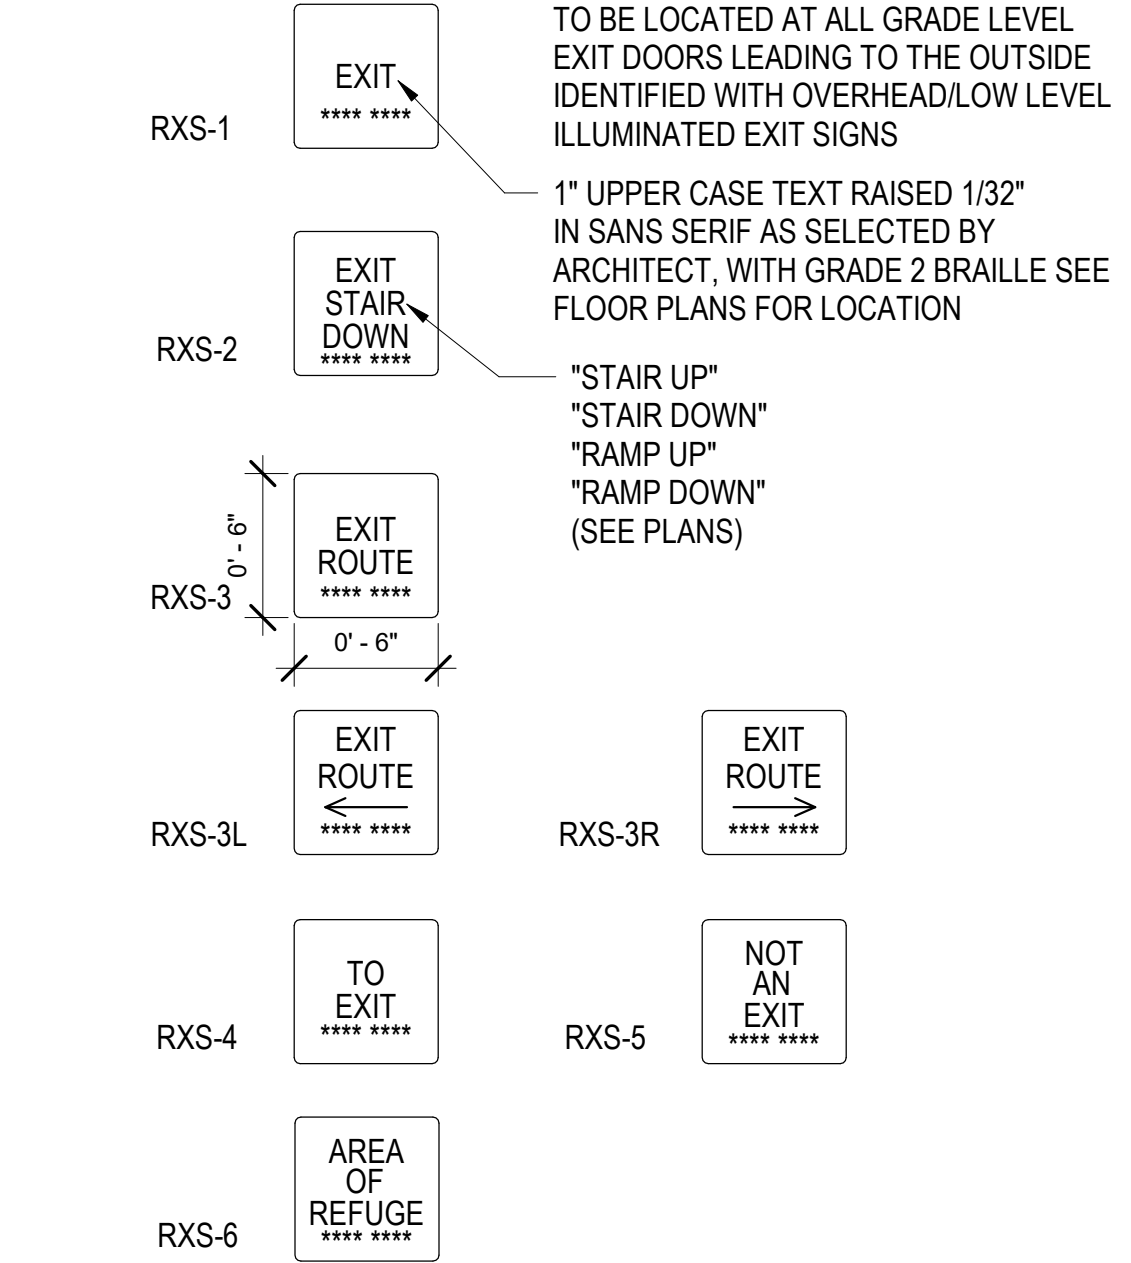 EXIT
**** ****
RXS-1
TO BE LOCATED AT ALL GRADE LEVEL
EXIT DOORS LEADING TO THE OUTSIDE
IDENTIFIED WITH OVERHEAD/LOW LEVEL
ILLUMINATED EXIT SIGNS
1" UPPER CASE TEXT RAISED 1/32"
IN SANS SERIF AS SELECTED BY
ARCHITECT, WITH GRADE 2 BRAILLE SEE
FLOOR PLANS FOR LOCATION
EXIT
STAIR
DOWN
**** ****
RXS-2
"STAIR UP"
"STAIR DOWN"
"RAMP UP"
"RAMP DOWN"
(SEE PLANS)
0' - 6"
EXIT
ROUTE
**** ****
RXS-3
0' - 6"
EXIT
ROUTE
**** ****
RXS-3L
EXIT
ROUTE
**** ****
RXS-3R
TO
EXIT
**** ****
RXS-4
NOT
AN
EXIT
**** ****
RXS-5
AREA
OF
REFUGE
**** ****
RXS-6